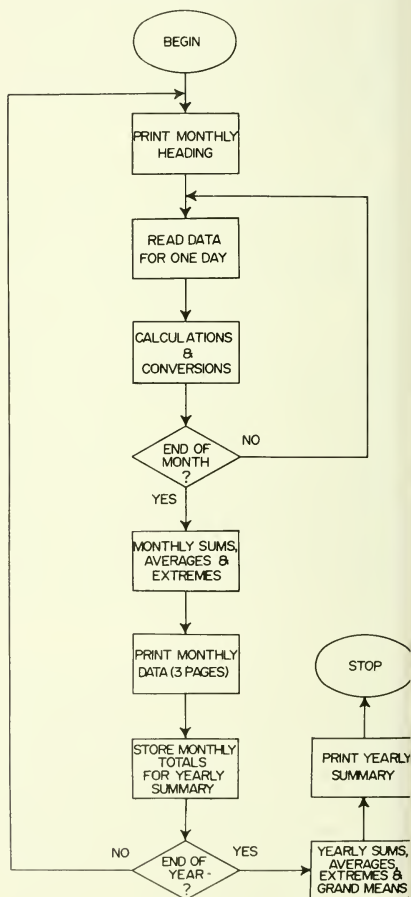 BEGIN
PRINT MONTHLY
HEADING
READ DATA
FOR ONE DAY
CALCULATIONS
&
CONVERSIONS
END OF
MONTH
?
NO
YES
MONTHLY SUMS,
AVERAGES &
EXTREMES
PRINT MONTHLY
DATA (3 PAGES)
STORE MONTHLY
TOTALS
FOR YEARLY
SUMMARY
END OF
YEAR -
?
NO
YES
YEARLY SUMS,
AVERAGES,
EXTREMES &
GRAND MEANS
PRINT YEARLY
SUMMARY
STOP